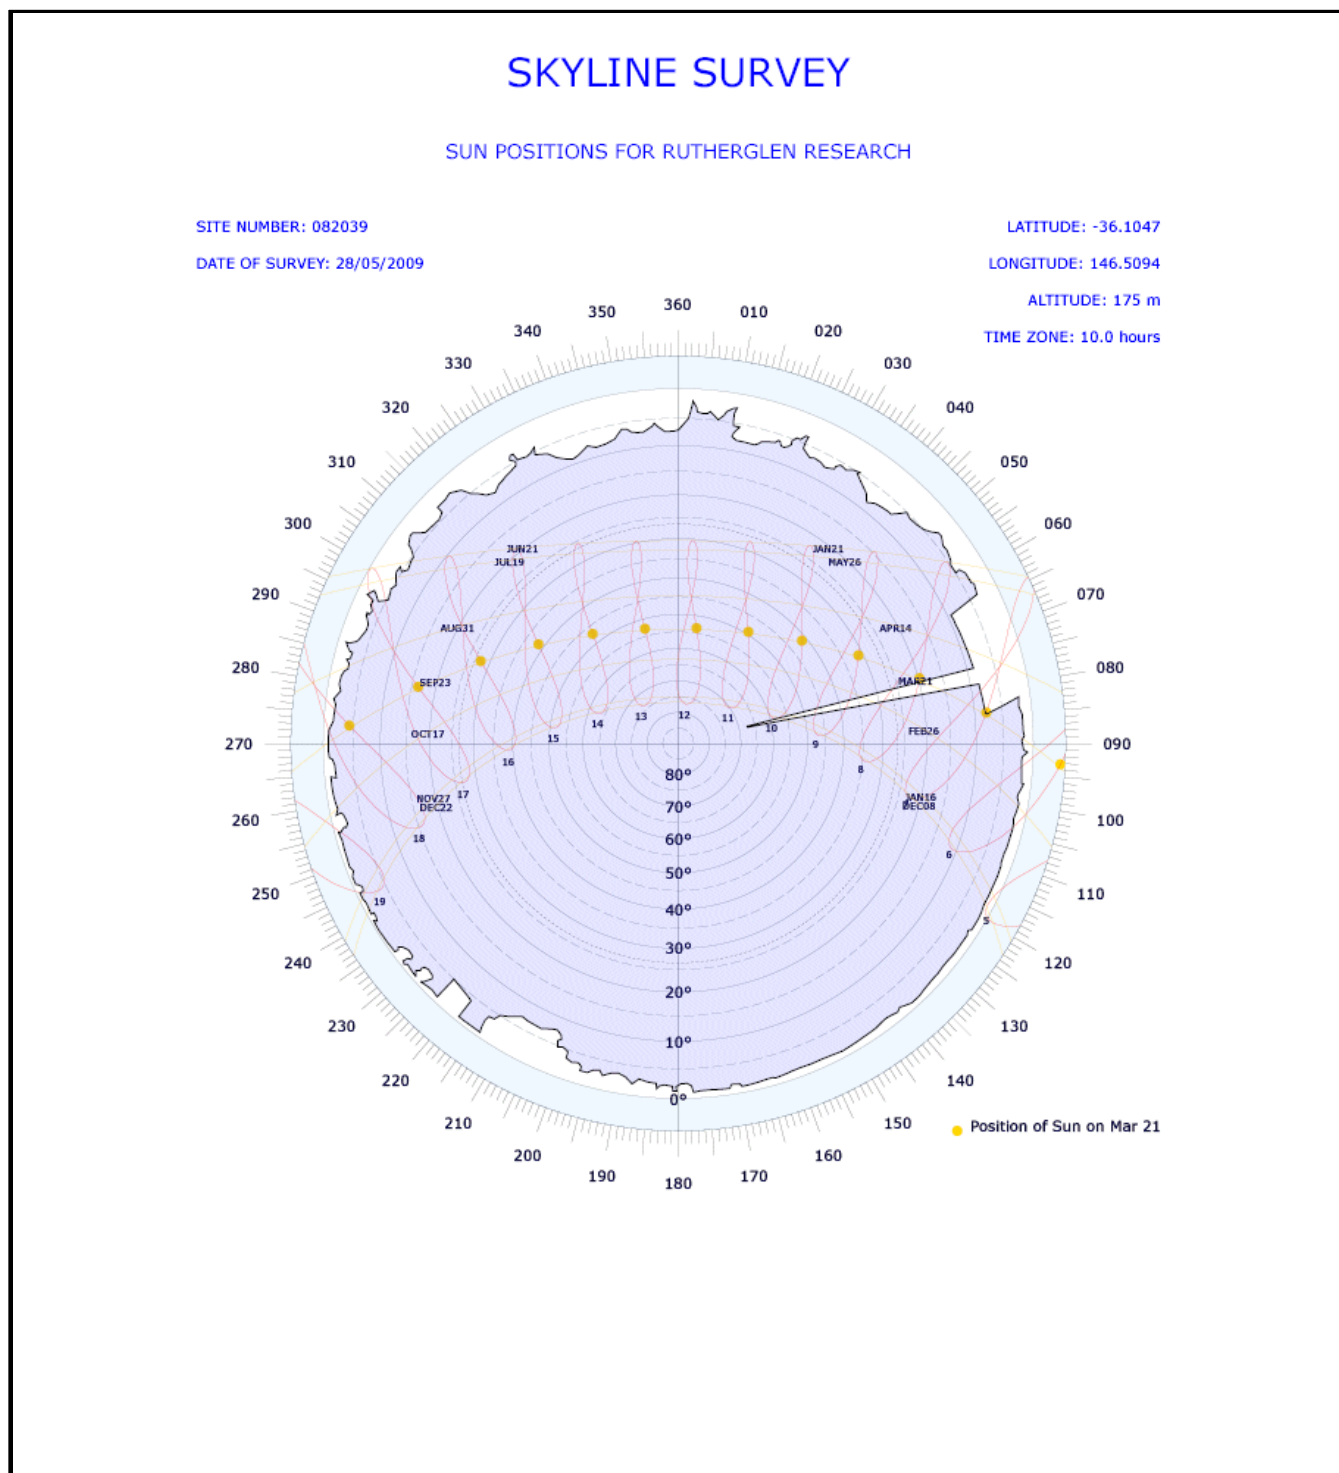 SKYLINE SURVEY
SUN POSITIONS FOR RUTHERGLEN RESEARCH
SITE NUMBER: 082039
LATITUDE: -36.1047
DATE OF SURVEY: 28/05/2009
LONGITUDE: 146.5094
ALTITUDE: 175 m
TIME ZONE: 10.0 hours
360
350 010
340 020
330 030
320 040
310 050
300 060
290 070
280 080
270 090
260 100
250 110
240 120
230 130
220 140
210 150
200 160
190 170
180
JUN21 JAN21
JUL19 MAY26
AUG31 APR14
SEP23 MAR21
OCT17 FEB26
NOV27 JAN16
DEC22 DEC08
19 18 17 16 15 14 13 12 11 10 9 8 6 5
80°
70°
60°
50°
40°
30°
20°
10°
0°
Position of Sun on Mar 21